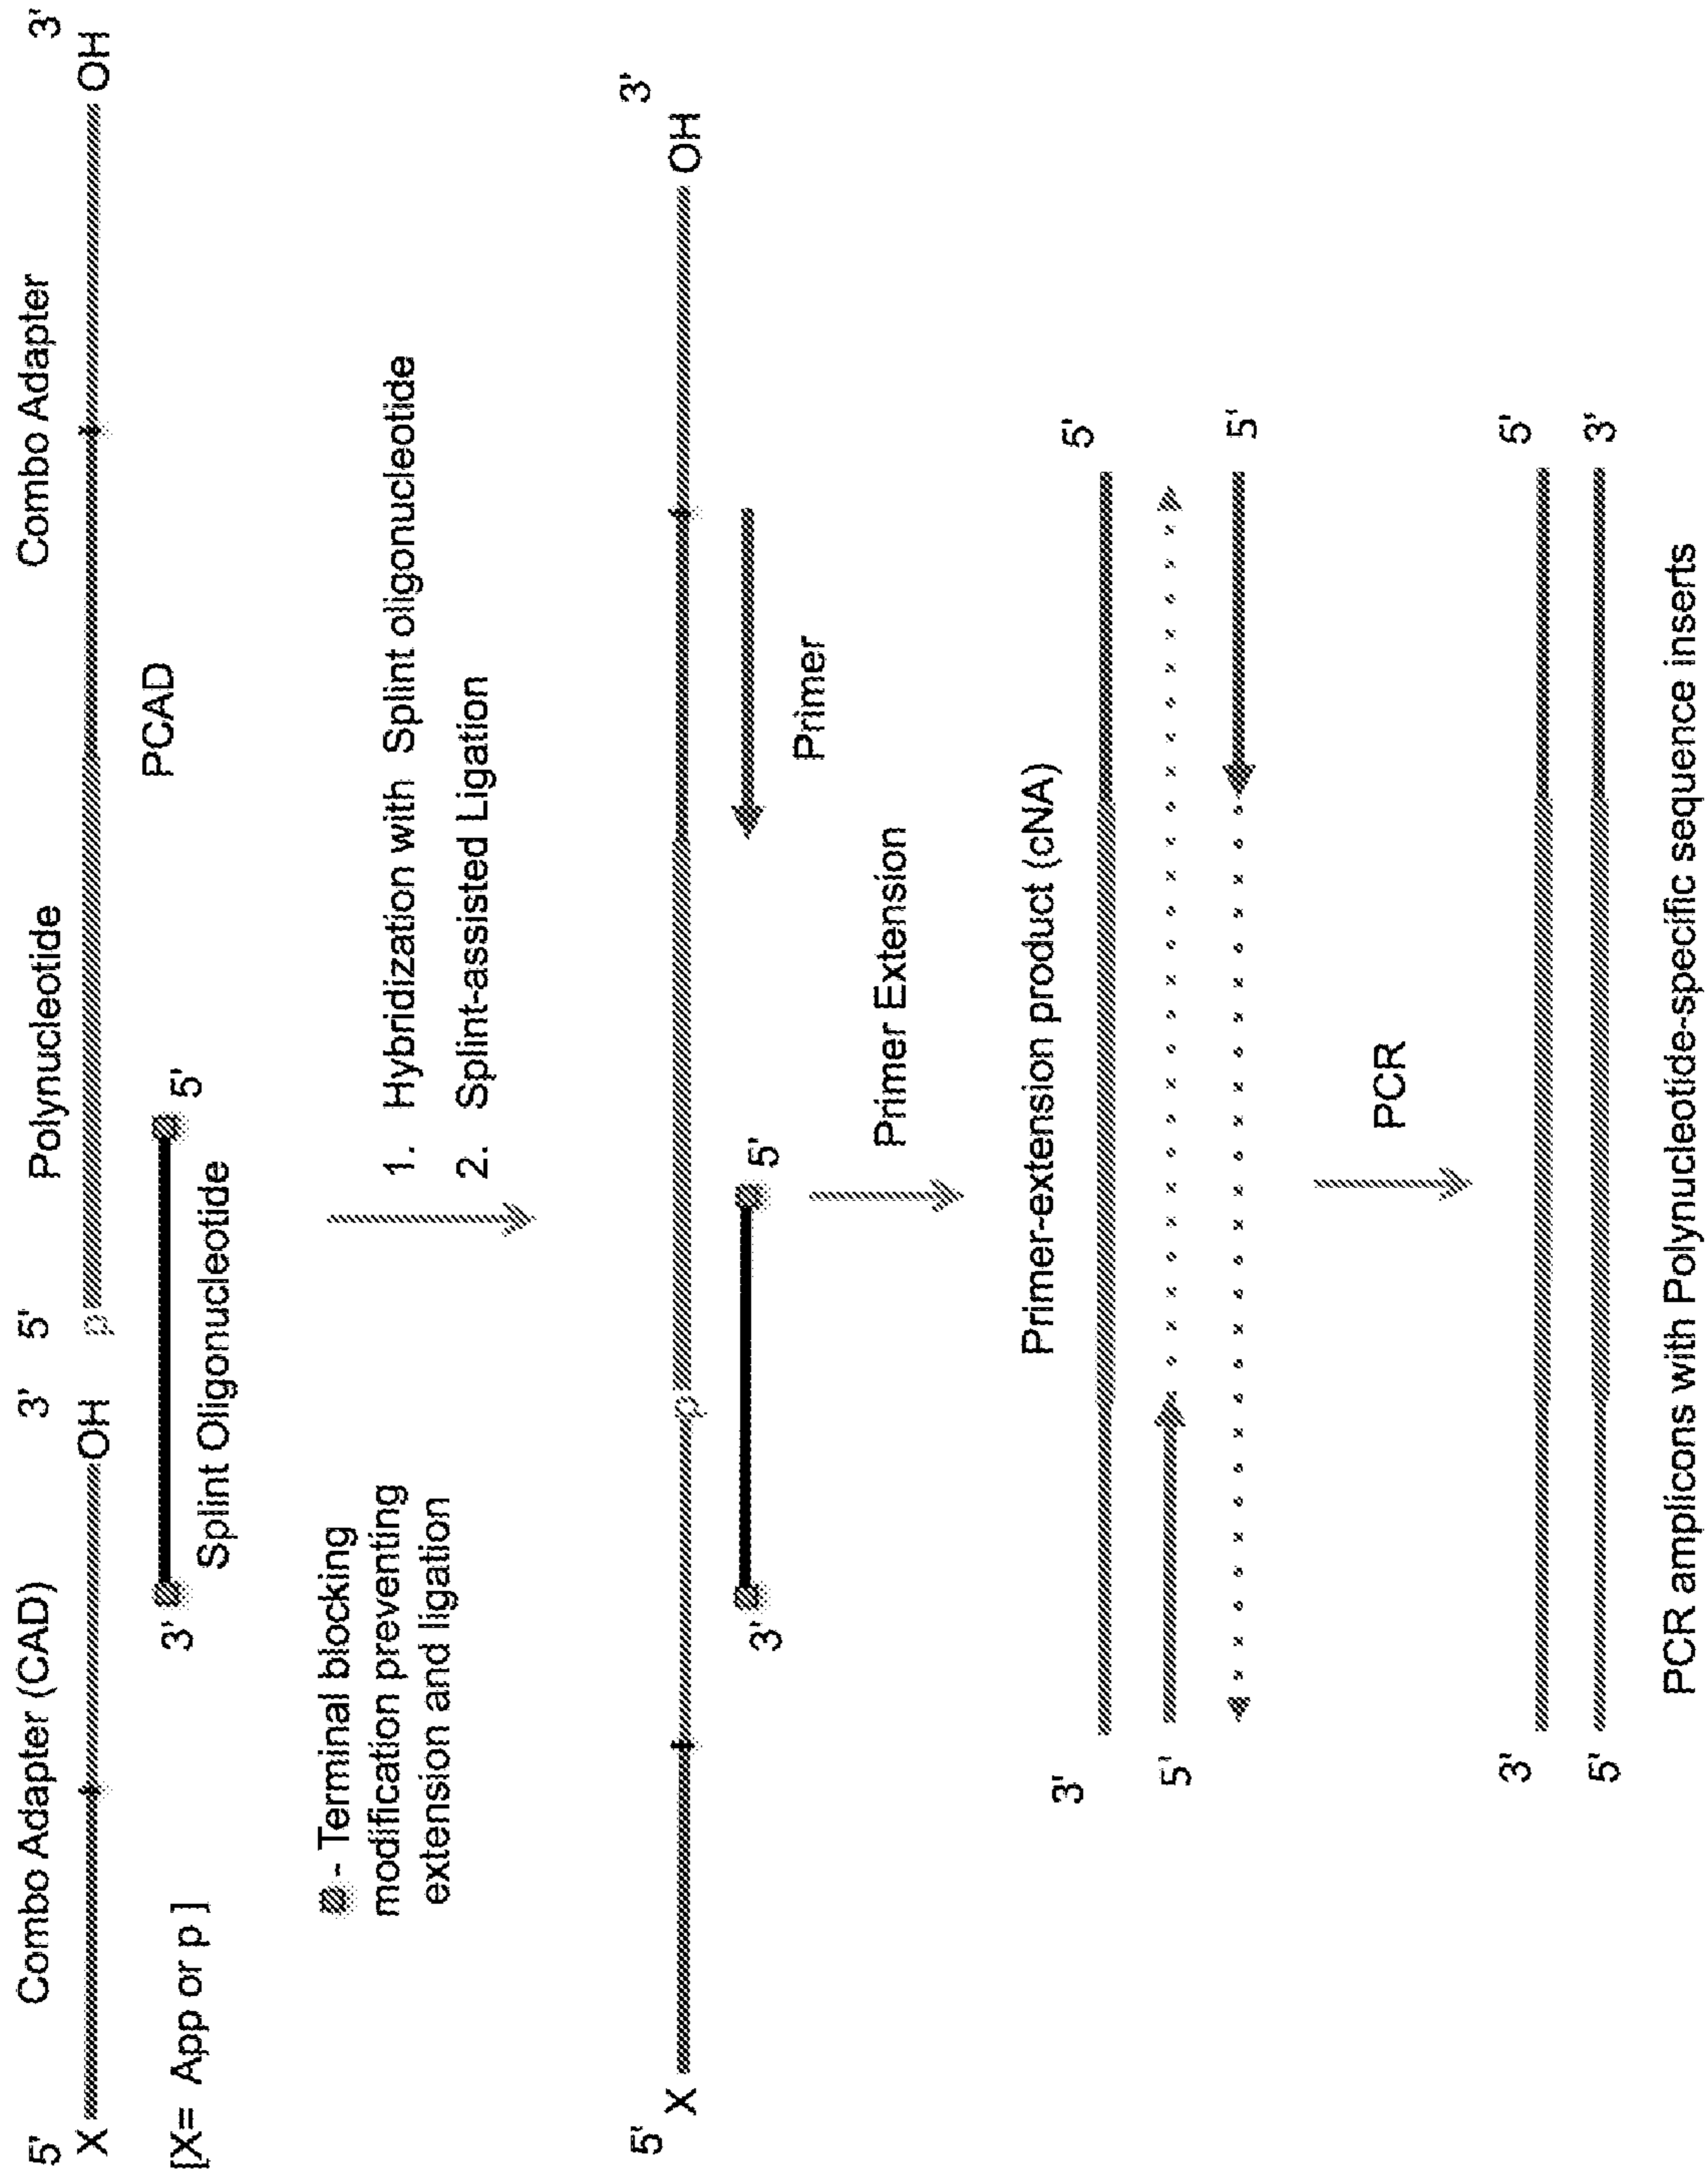 Combo Adapter (CAD) Polynucleotide Combo Adapter
5' 3' 5' 3'
X OH p OH
[X= App or p ]
3' 5'
Splint Oligonucleotide
PCAD
- Terminal blocking
modification preventing
extension and ligation
1. Hybridization with Splint oligonucleotide
2. Splint-assisted Ligation
5' 3'
X p OH
3' 5'
Primer
Primer Extension
Primer-extension product (cNA)
3' 5'
5'
5'
PCR
3' 5'
5' 3'
PCR amplicons with Polynucleotide-specific sequence inserts